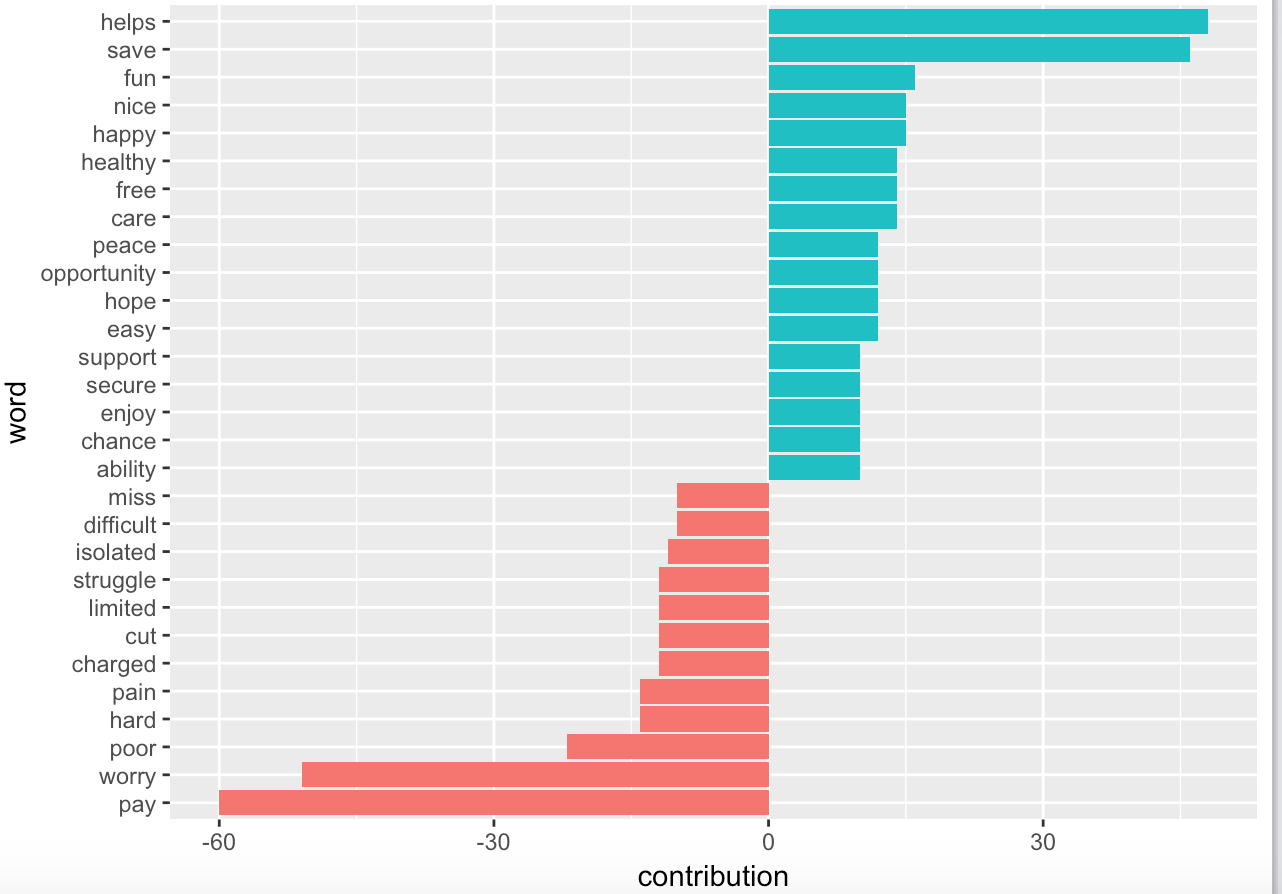 helps
save
fun
nice
happy
healthy
free
care
peace
opportunity
hope
easy
support
secure
enjoy
chance
ability
miss
difficult
isolated
struggle
limited
cut
charged
pain
hard
poor
worry
pay
word
-60 -30 0 30
contribution